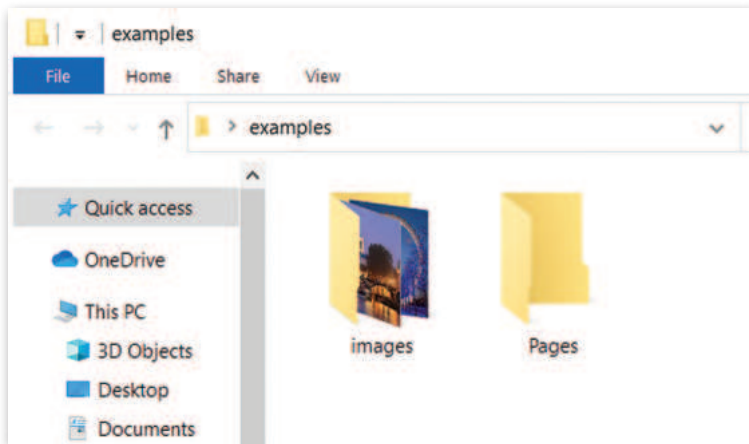 examples
File Home Share View
examples
Quick access
OneDrive
This PC
3D Objects
Desktop
Documents
images Pages